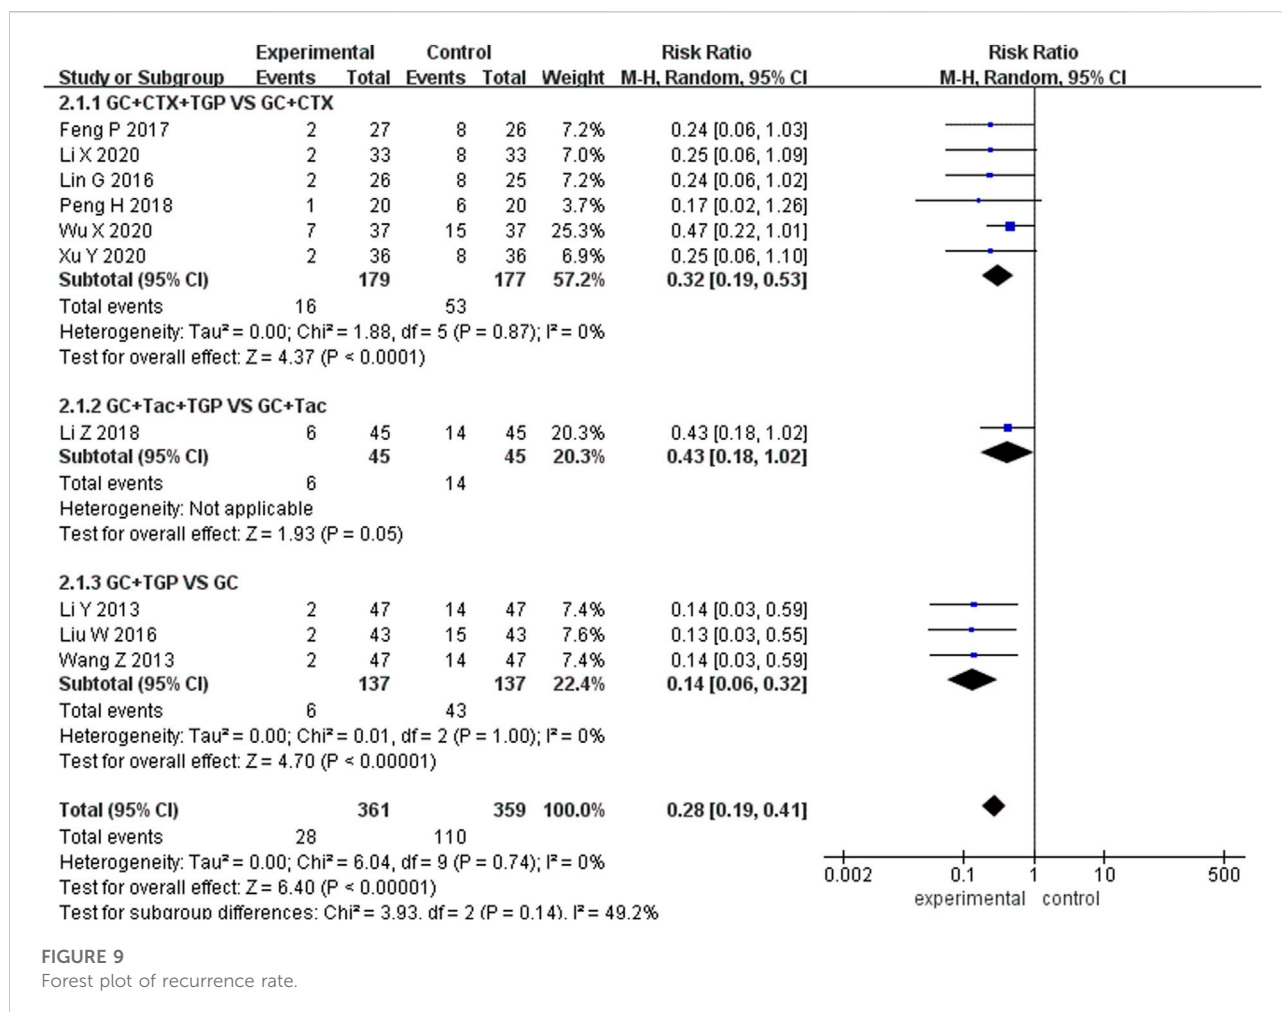 Experimental Control Risk Ratio Risk Ratio
Study or Subgroup Events Total Events Total Weight M-H, Random, 95% CI M-H, Random, 95% CI
2.1.1 GC+CTX+TGP VS GC+CTX
Feng P 2017 2 27 8 26 7.2% 0.24 [0.06, 1.03]
Li X 2020 2 33 8 33 7.0% 0.25 [0.06, 1.09]
Lin G 2016 2 26 8 25 7.2% 0.24 [0.06, 1.02]
Peng H 2018 1 20 6 20 3.7% 0.17 [0.02, 1.26]
Wu X 2020 7 37 15 37 25.3% 0.47 [0.22, 1.01]
Xu Y 2020 2 36 8 36 6.9% 0.25 [0.06, 1.10]
Subtotal (95% CI) 179 177 57.2% 0.32 [0.19, 0.53]
Total events 16 53
Heterogeneity: Tau² = 0.00; Chi² = 1.88, df = 5 (P = 0.87); I² = 0%
Test for overall effect: Z = 4.37 (P < 0.0001)
2.1.2 GC+Tac+TGP VS GC+Tac
Li Z 2018 6 45 14 45 20.3% 0.43 [0.18, 1.02]
Subtotal (95% CI) 45 45 20.3% 0.43 [0.18, 1.02]
Total events 6 14
Heterogeneity: Not applicable
Test for overall effect: Z = 1.93 (P = 0.05)
2.1.3 GC+TGP VS GC
Li Y 2013 2 47 14 47 7.4% 0.14 [0.03, 0.59]
Liu W 2016 2 43 15 43 7.6% 0.13 [0.03, 0.55]
Wang Z 2013 2 47 14 47 7.4% 0.14 [0.03, 0.59]
Subtotal (95% CI) 137 137 22.4% 0.14 [0.06, 0.32]
Total events 6 43
Heterogeneity: Tau² = 0.00; Chi² = 0.01, df = 2 (P = 1.00); I² = 0%
Test for overall effect: Z = 4.70 (P < 0.00001)
Total (95% CI) 361 359 100.0% 0.28 [0.19, 0.41]
Total events 28 110
Heterogeneity: Tau² = 0.00; Chi² = 6.04, df = 9 (P = 0.74); I² = 0%
Test for overall effect: Z = 6.40 (P < 0.00001)
Test for subgroup differences: Chi² = 3.93, df = 2 (P = 0.14), I² = 49.2%
0.002 0.1 1 10 500
experimental control
FIGURE 9
Forest plot of recurrence rate.